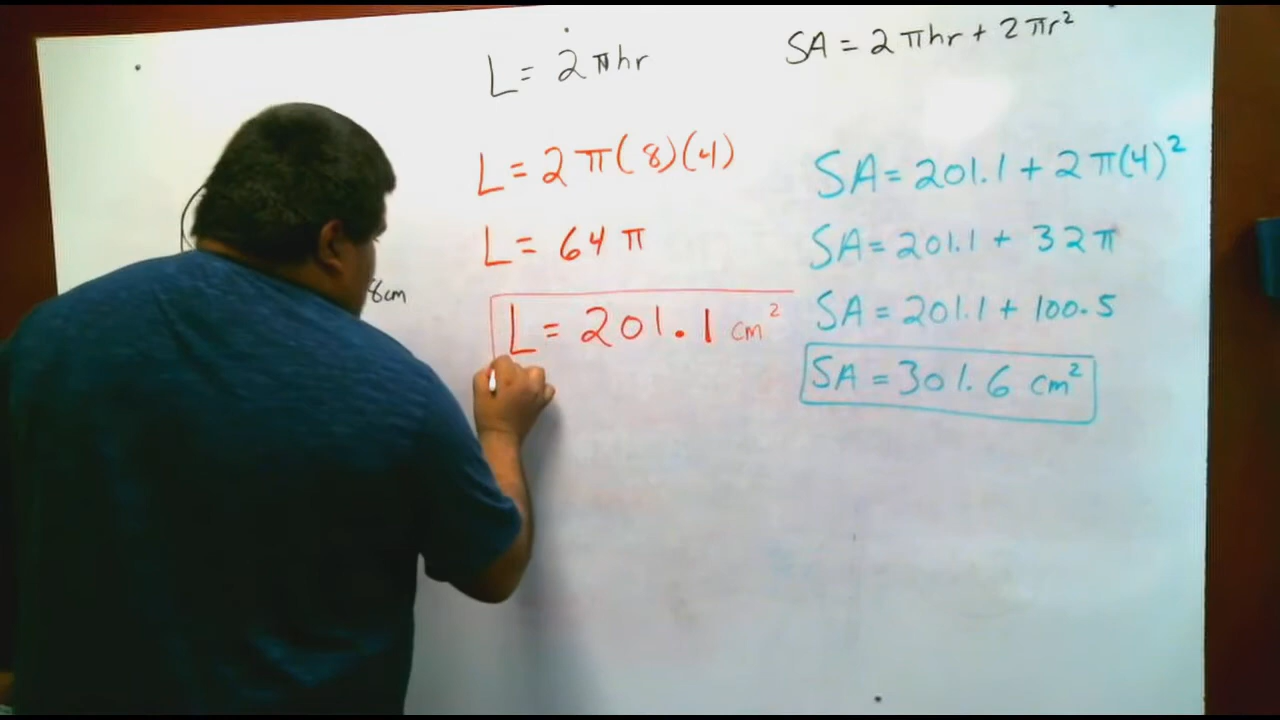 L = 2πhr
SA = 2πhr + 2πr²
L = 2π(8)(4)
L = 64π
L = 201.1 cm²
8cm
SA = 201.1 + 2π(4)²
SA = 201.1 + 32π
SA = 201.1 + 100.5
SA = 301.6 cm²